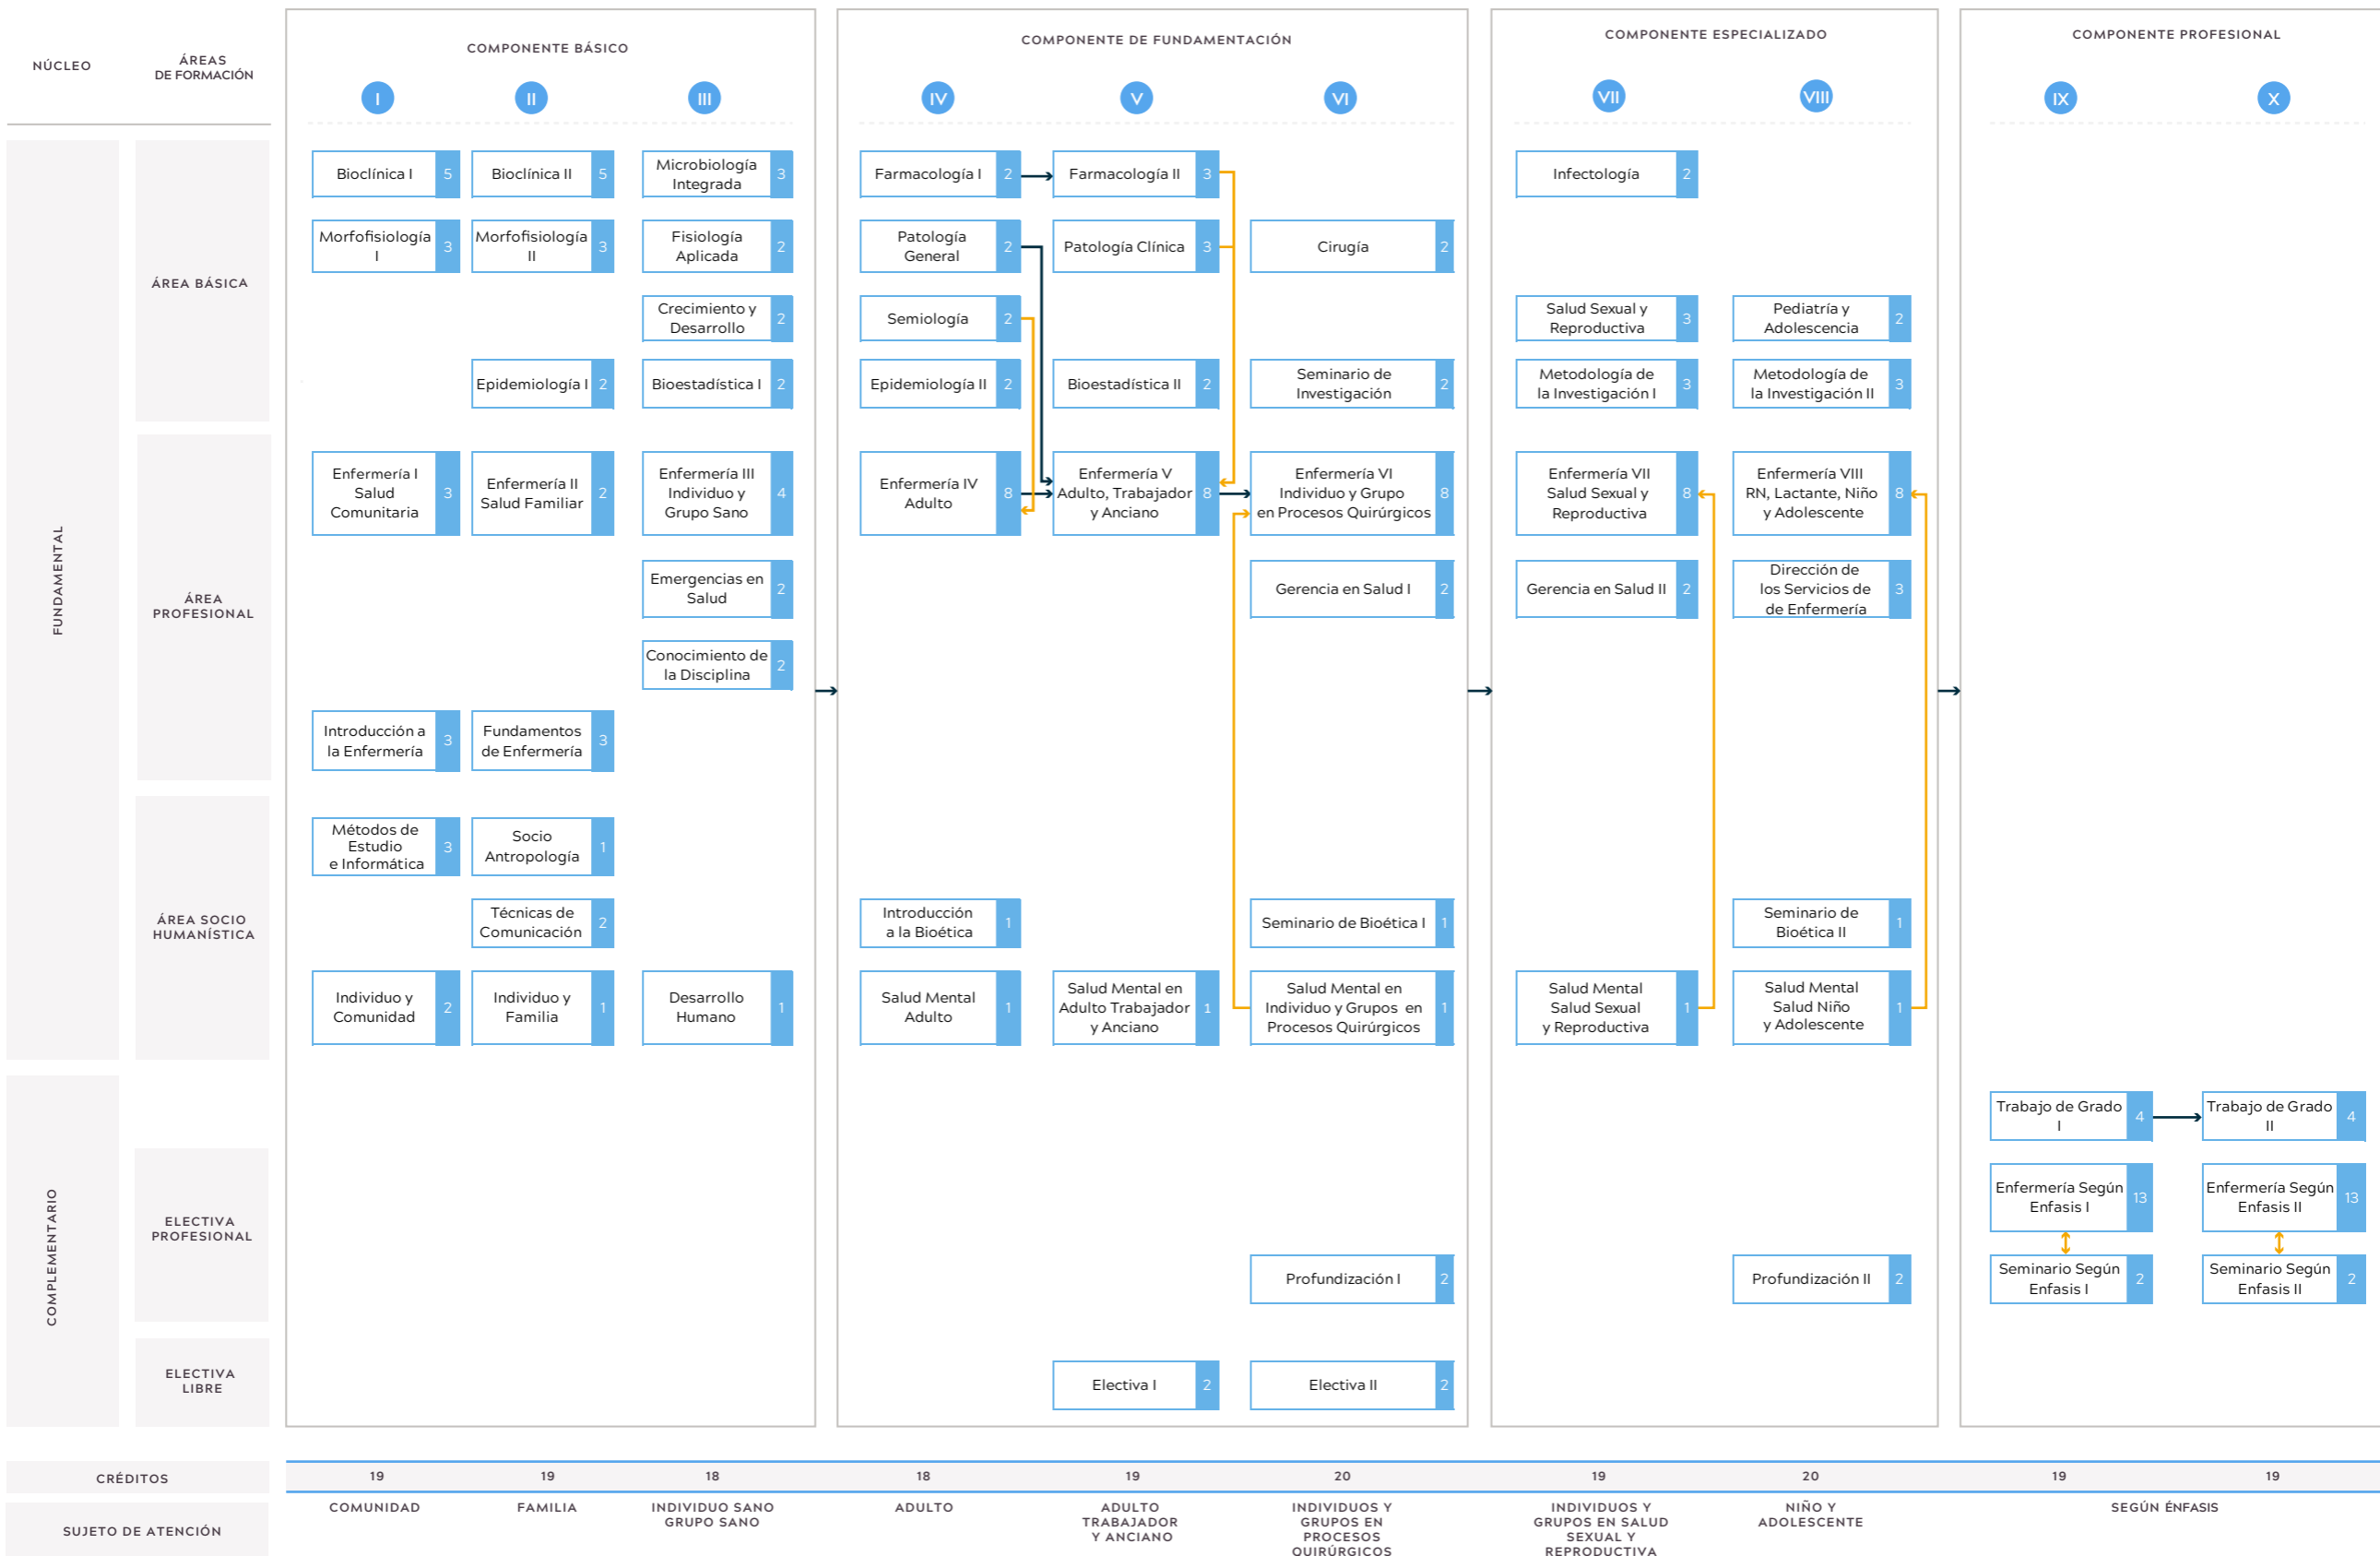 NÚCLEO
ÁREAS
DE FORMACIÓN
COMPONENTE BÁSICO
COMPONENTE DE FUNDAMENTACIÓN
COMPONENTE ESPECIALIZADO
COMPONENTE PROFESIONAL
I
II
III
IV
V
VI
VII
VIII
IX
X
FUNDAMENTAL
ÁREA BÁSICA
Bioclínica I 5
Bioclínica II 5
Microbiología
Integrada 3
Farmacología I 2
Farmacología II 3
Infectología 2
Morfofisiología
I 3
Morfofisiología
II 3
Fisiología
Aplicada 2
Patología
General 2
Patología Clínica 3
Cirugía 2
Crecimiento y
Desarrollo 2
Semiología 2
Salud Sexual y
Reproductiva 3
Pediatría y
Adolescencia 2
Epidemiología I 2
Bioestadística I 2
Epidemiología II 2
Bioestadística II 2
Seminario de
Investigación 2
Metodología de
la Investigación I 3
Metodología de
la Investigación II 3
ÁREA
PROFESIONAL
Enfermería I
Salud
Comunitaria 3
Enfermería II
Salud Familiar 2
Enfermería III
Individuo y
Grupo Sano 4
Enfermería IV
Adulto 8
Enfermería V
Adulto, Trabajador
y Anciano 8
Enfermería VI
Individuo y Grupo
en Procesos Quirúrgicos 8
Enfermería VII
Salud Sexual y
Reproductiva 8
Enfermería VIII
RN, Lactante, Niño
y Adolescente 8
Emergencias en
Salud 2
Gerencia en Salud I 2
Gerencia en Salud II 2
Dirección de
los Servicios de
de Enfermería 3
Conocimiento de
la Disciplina 2
Introducción a
la Enfermería 3
Fundamentos
de Enfermería 3
ÁREA SOCIO
HUMANÍSTICA
Métodos de
Estudio
e Informática 3
Socio
Antropología 1
Técnicas de
Comunicación 2
Introducción
a la Bioética 1
Seminario de Bioética I 1
Seminario de
Bioética II 1
Individuo y
Comunidad 2
Individuo y
Familia 1
Desarrollo
Humano 1
Salud Mental
Adulto 1
Salud Mental en
Adulto Trabajador
y Anciano 1
Salud Mental en
Individuo y Grupos en
Procesos Quirúrgicos 1
Salud Mental
Salud Sexual
y Reproductiva 1
Salud Mental
Salud Niño
y Adolescente 1
COMPLEMENTARIO
Trabajo de Grado
I 4
Trabajo de Grado
II 4
ELECTIVA
PROFESIONAL
Enfermería Según
Enfasis I 13
Enfermería Según
Enfasis II 13
Profundización I 2
Profundización II 2
Seminario Según
Enfasis I 2
Seminario Según
Enfasis II 2
ELECTIVA
LIBRE
Electiva I 2
Electiva II 2
CRÉDITOS
19
19
18
18
19
20
19
20
19
19
SUJETO DE ATENCIÓN
COMUNIDAD
FAMILIA
INDIVIDUO SANO
GRUPO SANO
ADULTO
ADULTO
TRABAJADOR
Y ANCIANO
INDIVIDUOS Y
GRUPOS EN
PROCESOS
QUIRÚRGICOS
INDIVIDUOS Y
GRUPOS EN SALUD
SEXUAL Y
REPRODUCTIVA
NIÑO Y
ADOLESCENTE
SEGÚN ÉNFASIS